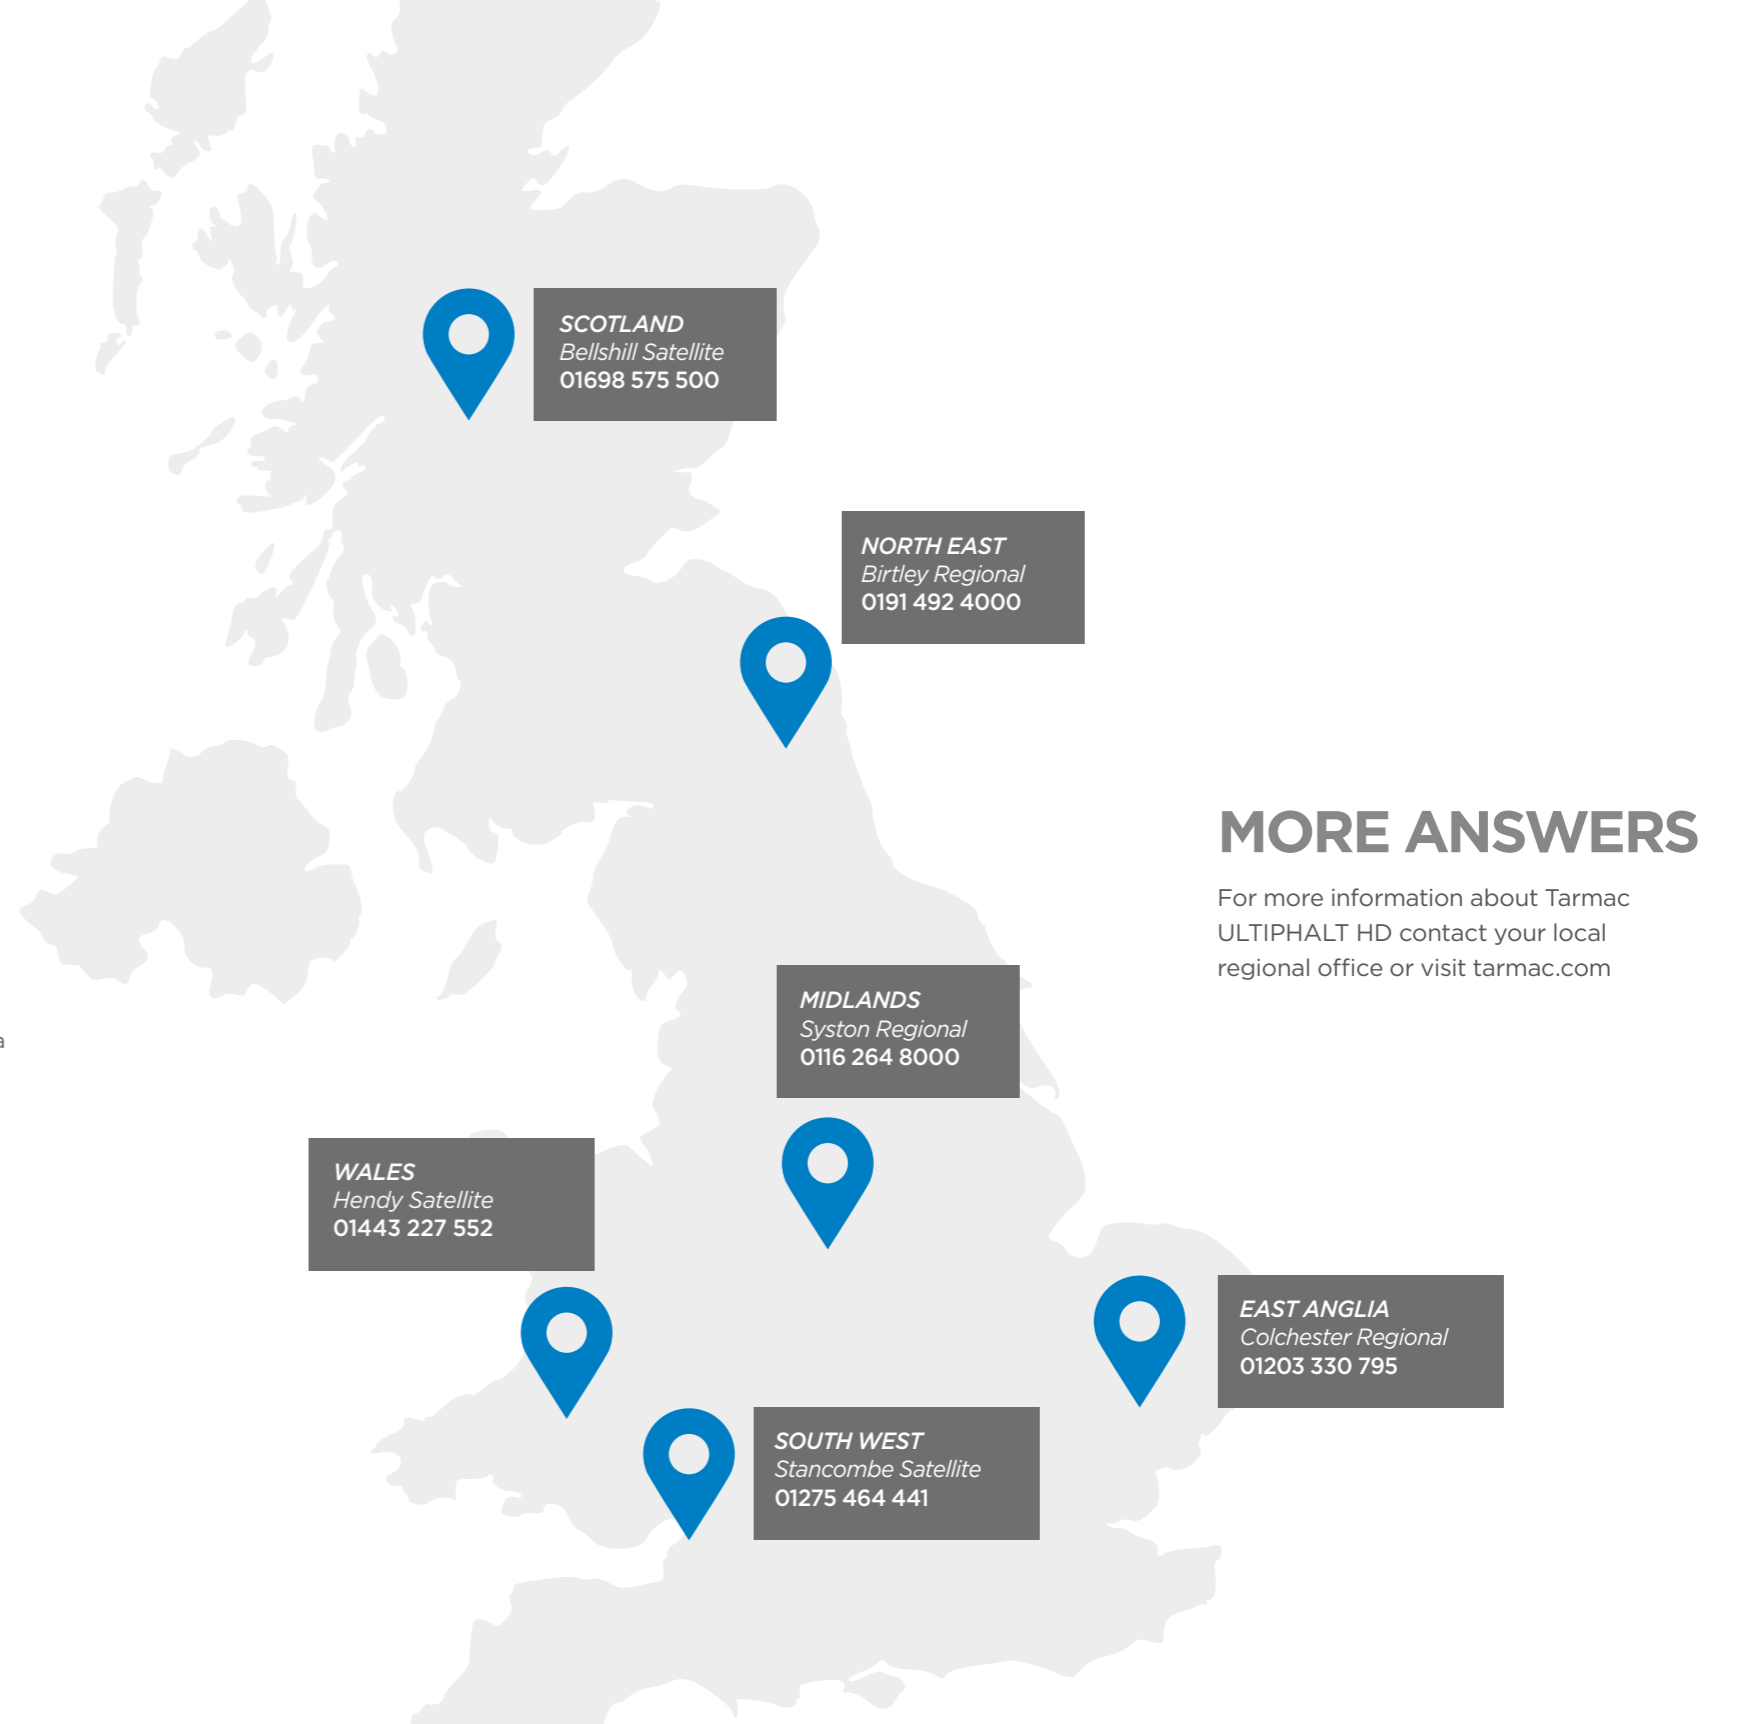 SCOTLAND
Bellshill Satellite
01698 575 500
NORTH EAST
Birtley Regional
0191 492 4000
MORE ANSWERS
For more information about Tarmac
ULTIPHALT HD contact your local
regional office or visit tarmac.com
MIDLANDS
Syston Regional
0116 264 8000
a
WALES
Hendy Satellite
01443 227 552
EAST ANGLIA
Colchester Regional
01203 330 795
SOUTH WEST
Stancombe Satellite
01275 464 441